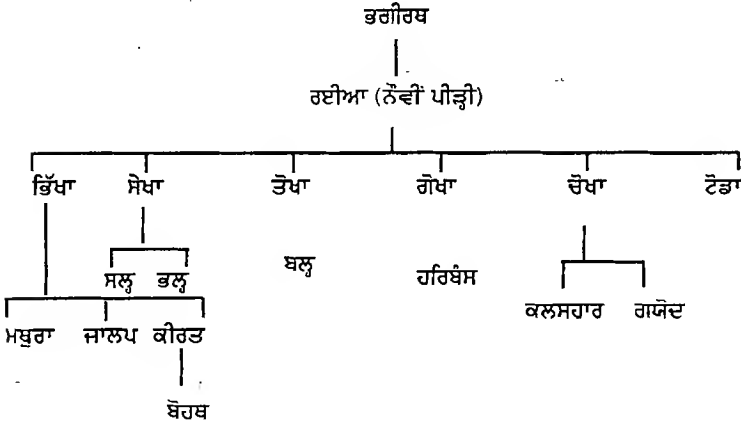 ਭਗੀਰਥ
ਰਈਆ (ਨੌਵੀਂ ਪੀੜ੍ਹੀ)
ਭਿੱਖਾ ਸੇਖਾ ਤੋਖਾ ਗੋਖਾ ਚੋਖਾ ਟੋਡਾ
ਸਲ੍ਹ ਭਲ੍ਹ ਬਲ੍ਹ ਹਰਿਬੰਸ
ਮਥੁਰਾ ਜਾਲਪ ਕੀਰਤ ਕਲਸਹਾਰ ਗਯੋਦ
ਬੋਹਥ